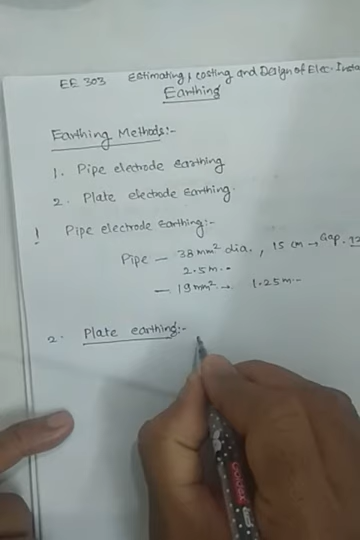 EE 303 Estimating & costing and Design of Elec. Insta
Earthing
Earthing Methods:-
1. Pipe electrode earthing
2. Plate electrode earthing.
1 Pipe electrode earthing:-
Pipe — 38 mm² dia., 15 cm → Gap. 12
2.5 m.
— 19 mm² → 1.25 m.
2. Plate earthing:-